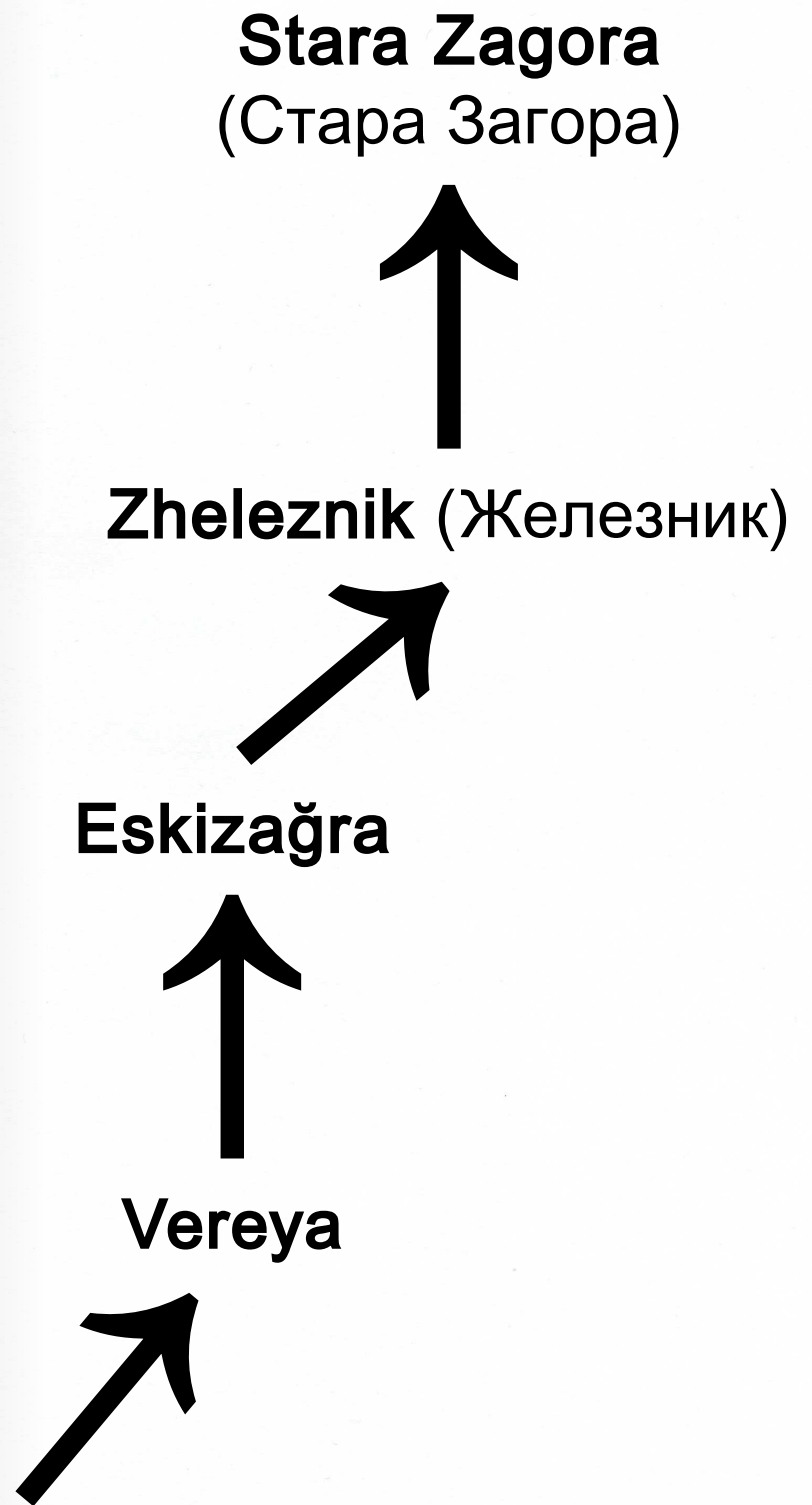 Stara Zagora
(Стара Загора)
Zheleznik (Железник)
Eskizağra
Vereya